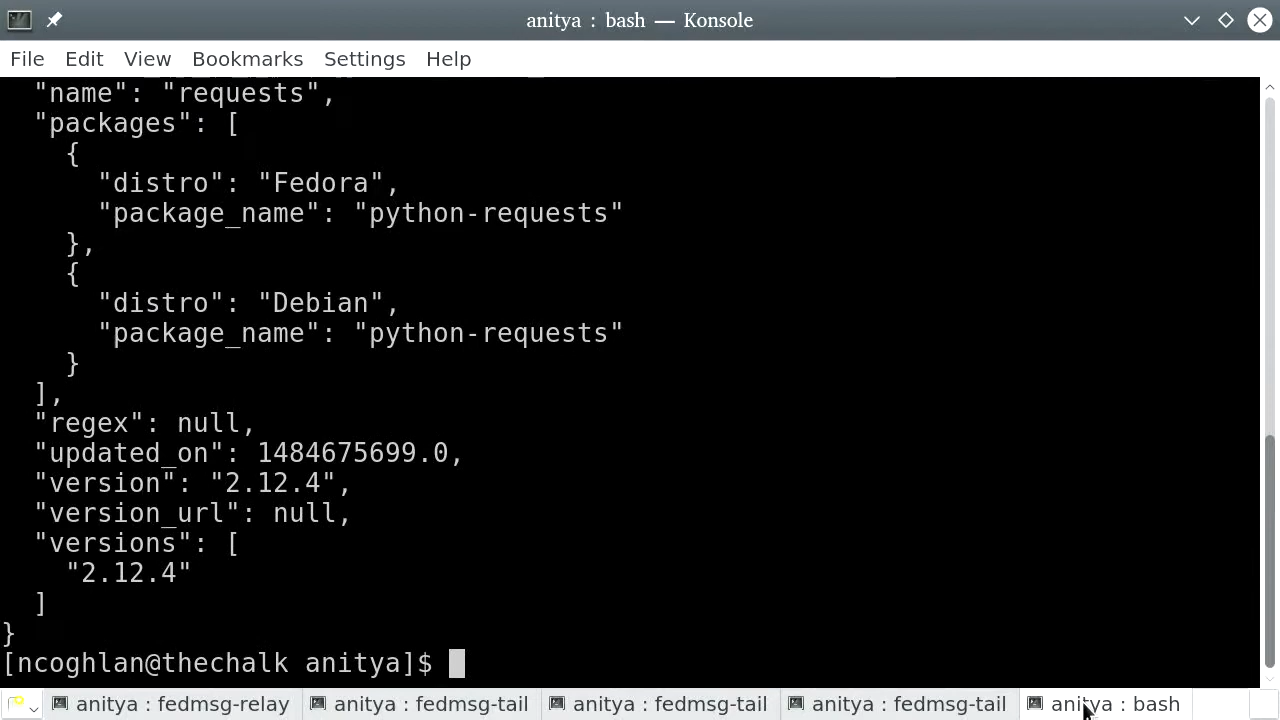 anitya : bash — Konsole
File Edit View Bookmarks Settings Help
"name": "requests",
"packages": [
{
"distro": "Fedora",
"package_name": "python-requests"
},
{
"distro": "Debian",
"package_name": "python-requests"
}
],
"regex": null,
"updated_on": 1484675699.0,
"version": "2.12.4",
"version_url": null,
"versions": [
"2.12.4"
]
}
[ncoghlan@thechalk anitya]$
anitya : fedmsg-relay anitya : fedmsg-tail anitya : fedmsg-tail anitya : fedmsg-tail anitya : bash